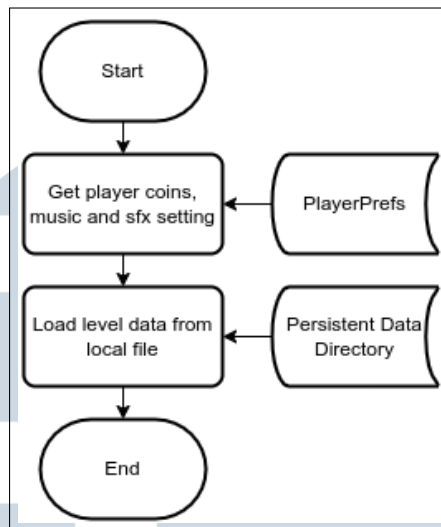 Start
Get player coins,
music and sfx setting
PlayerPrefs
Load level data from
local file
Persistent Data
Directory
End